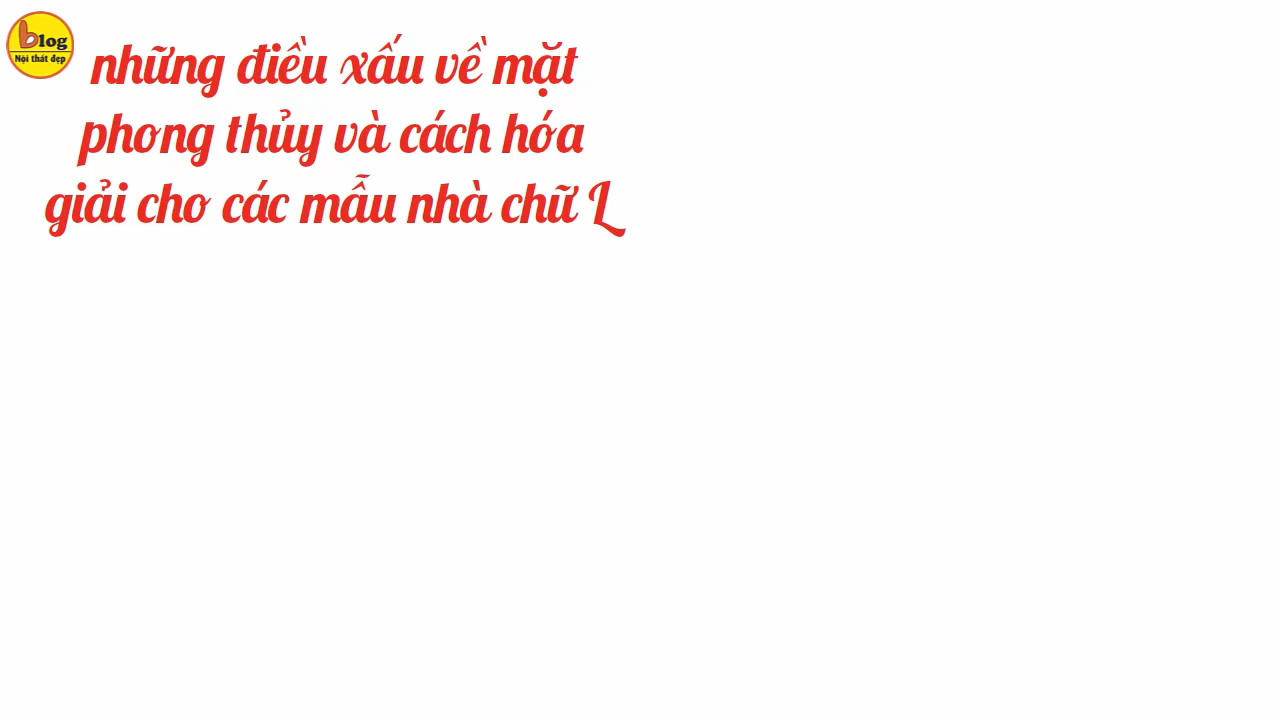 blog
Nội thất đẹp
những điều xấu về mặt
phong thủy và cách hóa
giải cho các mẫu nhà chữ L